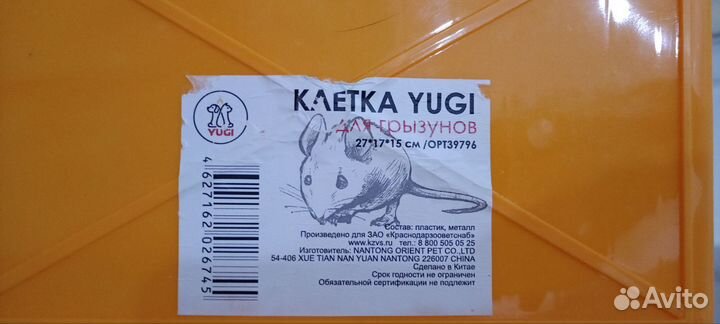 КЛЕТКА YUGI
для грызунов
27*17*15 см /ОРТ39796
YUGI
4627162026745
Состав: пластик, металл
Произведено для ЗАО «Краснодарзооветснаб»
www.kzvs.ru тел.: 8 800 505 05 25
Изготовитель: NANTONG ORIENT PET CO.,LTD
54-406 XUE TIAN NAN YUAN NANTONG 226007 CHINA
Сделано в Китае
Срок годности не ограничен
Обязательной сертификации не подлежит
Avito